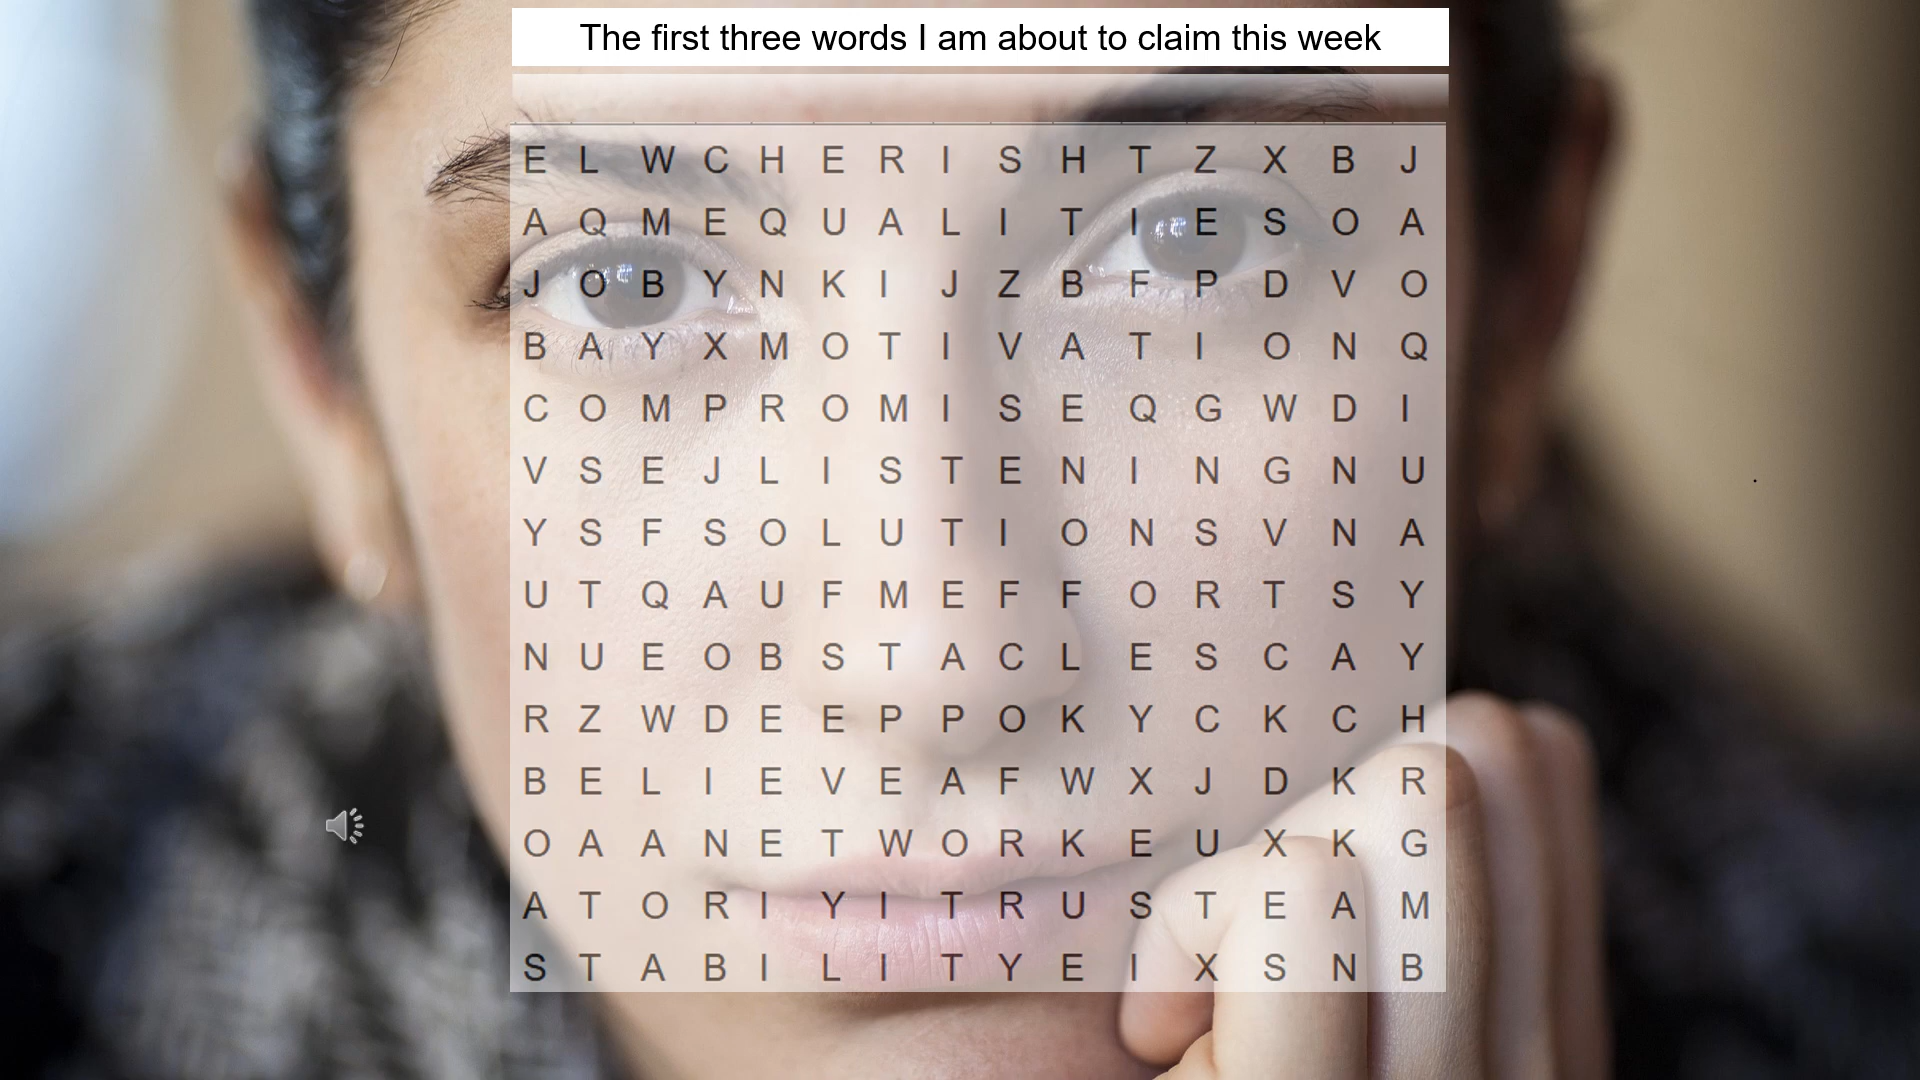 The first three words I am about to claim this week
E L W C H E R I S H T Z X B J
A Q M E Q U A L I T I E S O A
J O B Y N K I J Z B F P D V O
B A Y X M O T I V A T I O N Q
C O M P R O M I S E Q G W D I
V S E J L I S T E N I N G N U
Y S F S O L U T I O N S V N A
U T Q A U F M E F F O R T S Y
N U E O B S T A C L E S C A Y
R Z W D E E P P O K Y C K C H
B E L I E V E A F W X J D K R
O A A N E T W O R K E U X K G
A T O R I Y I T R U S T E A M
S T A B I L I T Y E I X S N B